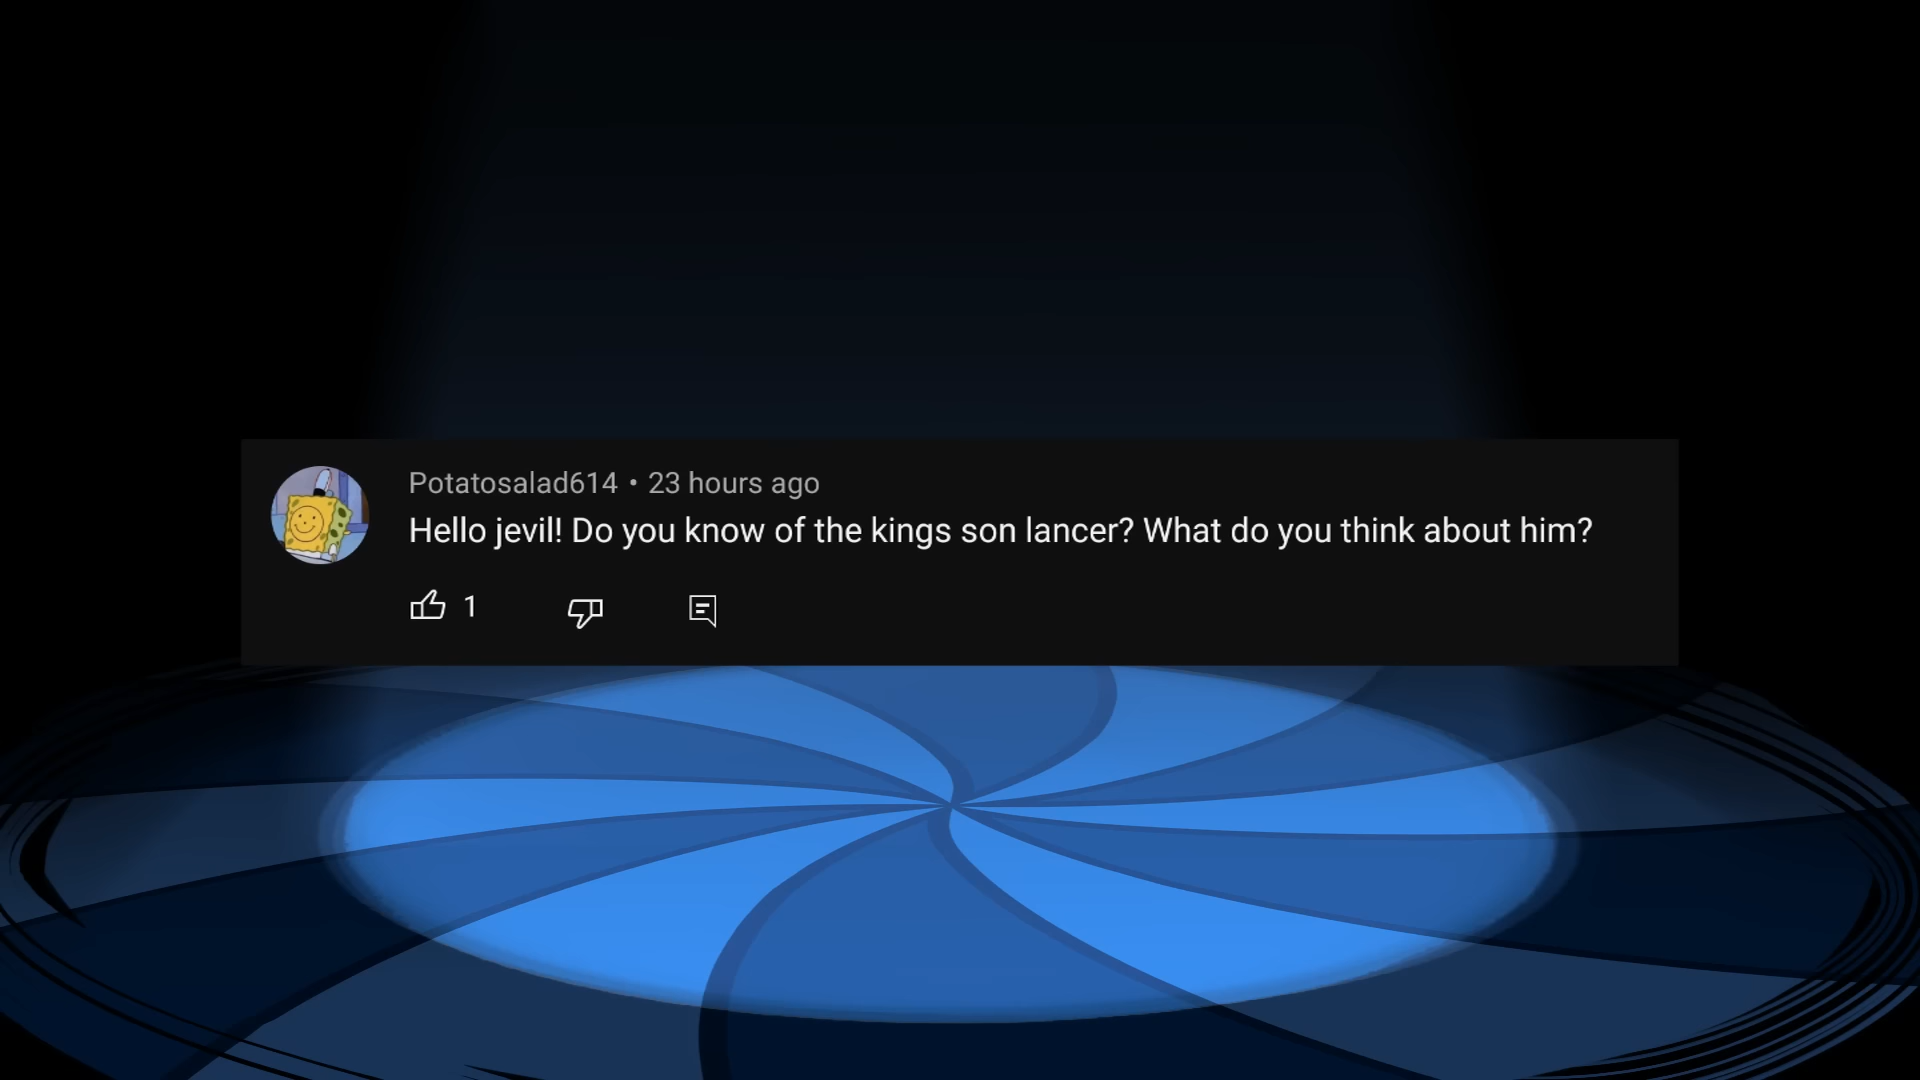 Potatosalad614 • 23 hours ago
Hello jevil! Do you know of the kings son lancer? What do you think about him?
1